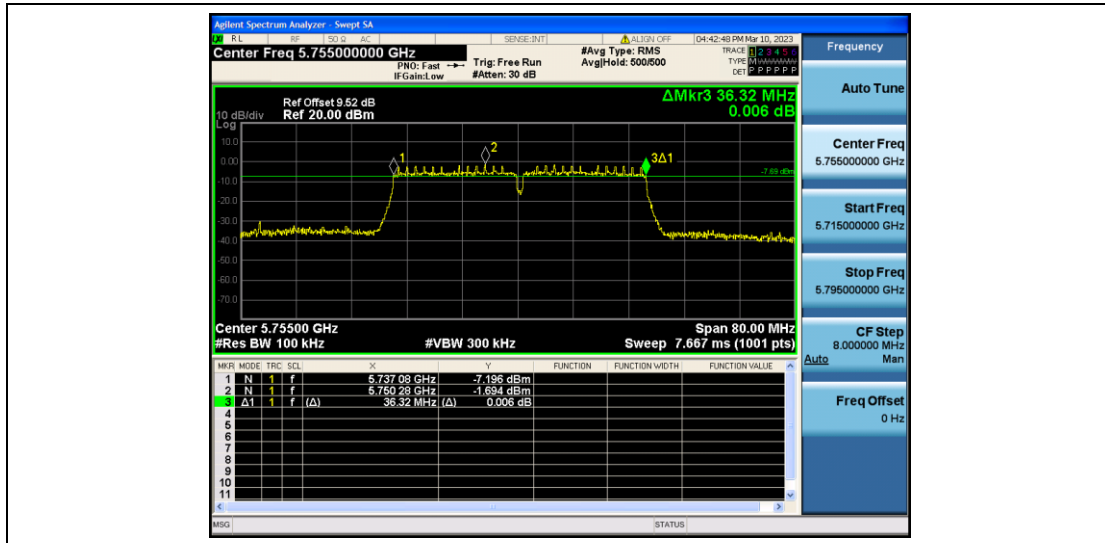 Agilent Spectrum Analyzer - Swept SA
RL RF 50 Ω AC SENSE:INT ALIGN OFF 04:42:48 PM Mar 10, 2023
Center Freq 5.755000000 GHz
#Avg Type: RMS
TRACE 1 2 3 4 5 6
PNO: Fast Trig: Free Run Avg|Hold: 500/500 TYPE M WWWWW
IFGain:Low #Atten: 30 dB DET P P P P P P
ΔMkr3 36.32 MHz
0.006 dB
Ref Offset 9.52 dB
10 dB/div Ref 20.00 dBm
Log
10.0
0.00
-10.0
-20.0
-30.0
-40.0
-50.0
-60.0
-70.0
1
2
3Δ1
-7.69 dBm
Center 5.75500 GHz Span 80.00 MHz
#Res BW 100 kHz #VBW 300 kHz Sweep 7.667 ms (1001 pts)
MKR MODE TRC SCL X Y FUNCTION FUNCTION WIDTH FUNCTION VALUE
1 N 1 f 5.737 08 GHz -7.196 dBm
2 N 1 f 5.750 28 GHz -1.694 dBm
3 Δ1 1 f (Δ) 36.32 MHz (Δ) 0.006 dB
4
5
6
7
8
9
10
11
MSG STATUS
Frequency
Auto Tune
Center Freq
5.755000000 GHz
Start Freq
5.715000000 GHz
Stop Freq
5.795000000 GHz
CF Step
8.000000 MHz
Auto Man
Freq Offset
0 Hz